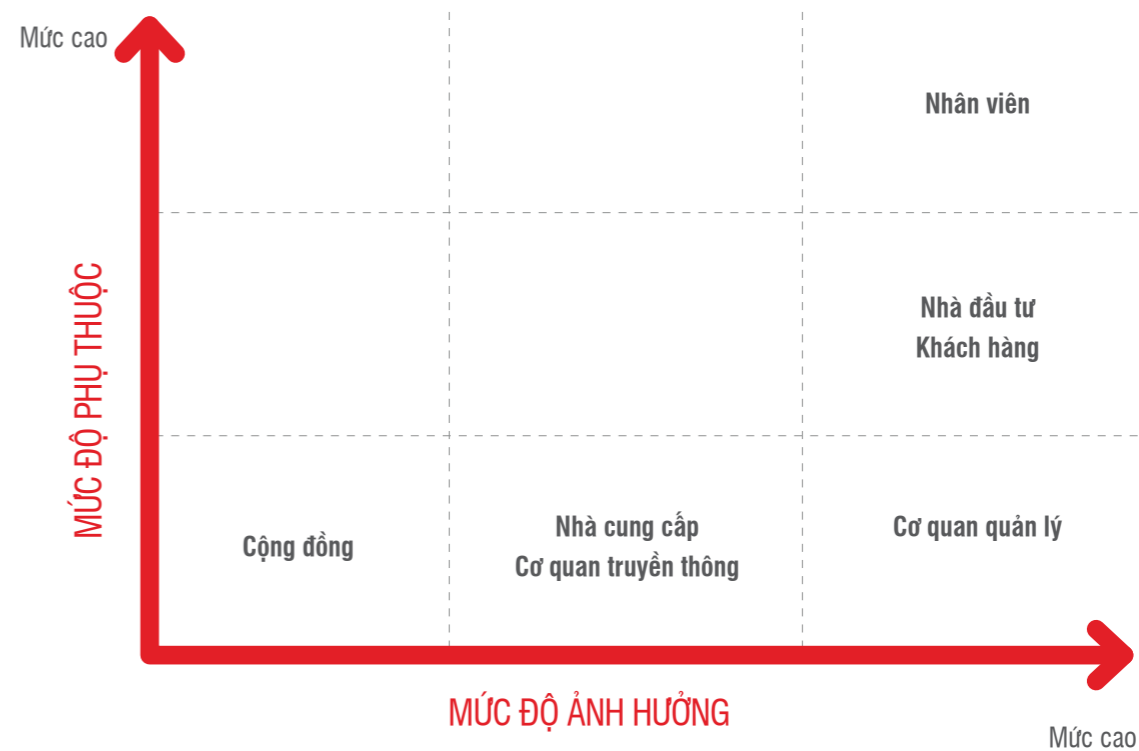 Mức cao
Nhân viên
Nhà đầu tư
Khách hàng
MỨC ĐỘ PHỤ THUỘC
Cộng đồng
Nhà cung cấp
Cơ quan truyền thông
Cơ quan quản lý
MỨC ĐỘ ẢNH HƯỞNG
Mức cao